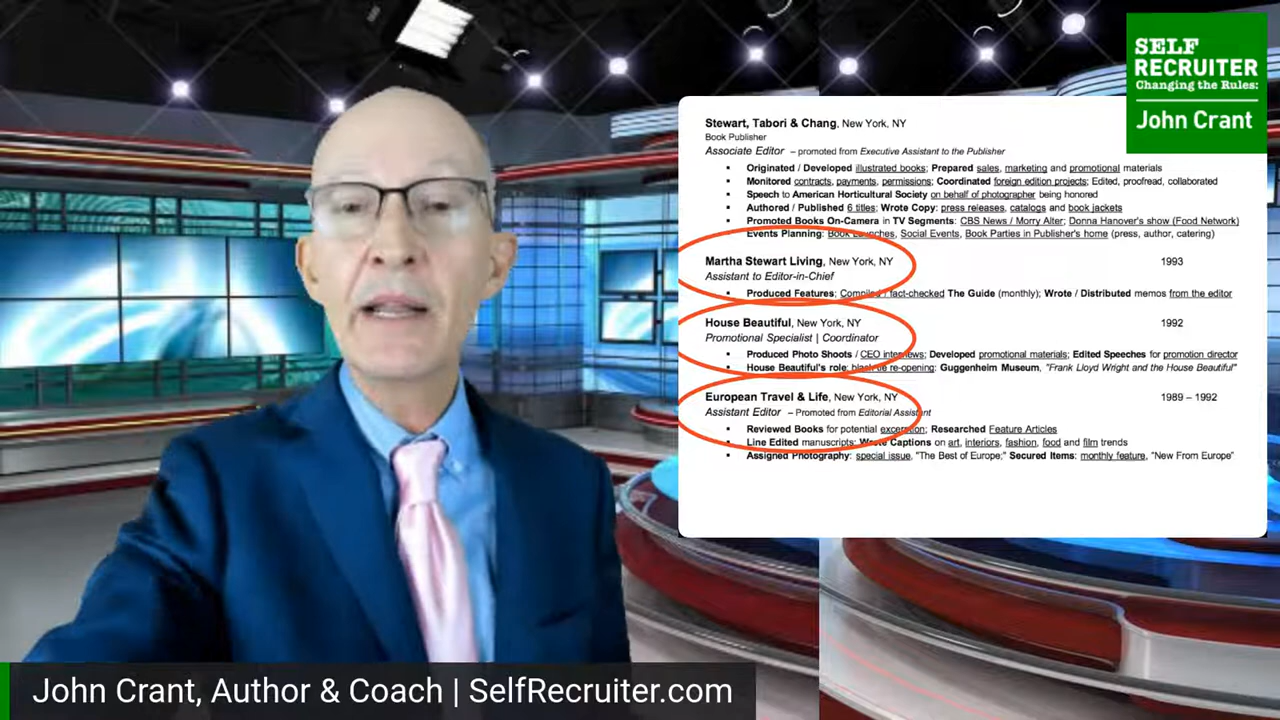 SELF
RECRUITER
Changing the Rules:
John Crant
Stewart, Tabori & Chang, New York, NY
Book Publisher
Associate Editor – promoted from Executive Assistant to the Publisher
▪ Originated / Developed illustrated books; Prepared sales, marketing and promotional materials
▪ Monitored contracts, payments, permissions; Coordinated foreign edition projects; Edited, proofread, collaborated
▪ Speech to American Horticultural Society on behalf of photographer being honored
▪ Authored / Published 6 titles; Wrote Copy: press releases, catalogs and book jackets
▪ Promoted Books On-Camera in TV Segments: CBS News / Morry Alter; Donna Hanover's show (Food Network)
Events Planning: Book Launches, Social Events, Book Parties in Publisher's home (press, author, catering)
Martha Stewart Living, New York, NY 1993
Assistant to Editor-in-Chief
▪ Produced Features; Compiled / fact-checked The Guide (monthly); Wrote / Distributed memos from the editor
House Beautiful, New York, NY 1992
Promotional Specialist | Coordinator
▪ Produced Photo Shoots / CEO interviews; Developed promotional materials; Edited Speeches for promotion director
▪ House Beautiful's role: black tie re-opening: Guggenheim Museum, "Frank Lloyd Wright and the House Beautiful"
European Travel & Life, New York, NY 1989 – 1992
Assistant Editor – Promoted from Editorial Assistant
▪ Reviewed Books for potential excerption; Researched Feature Articles
▪ Line Edited manuscripts: Wrote Captions on art, interiors, fashion, food and film trends
▪ Assigned Photography: special issue, "The Best of Europe;" Secured Items: monthly feature, "New From Europe"
John Crant, Author & Coach | SelfRecruiter.com